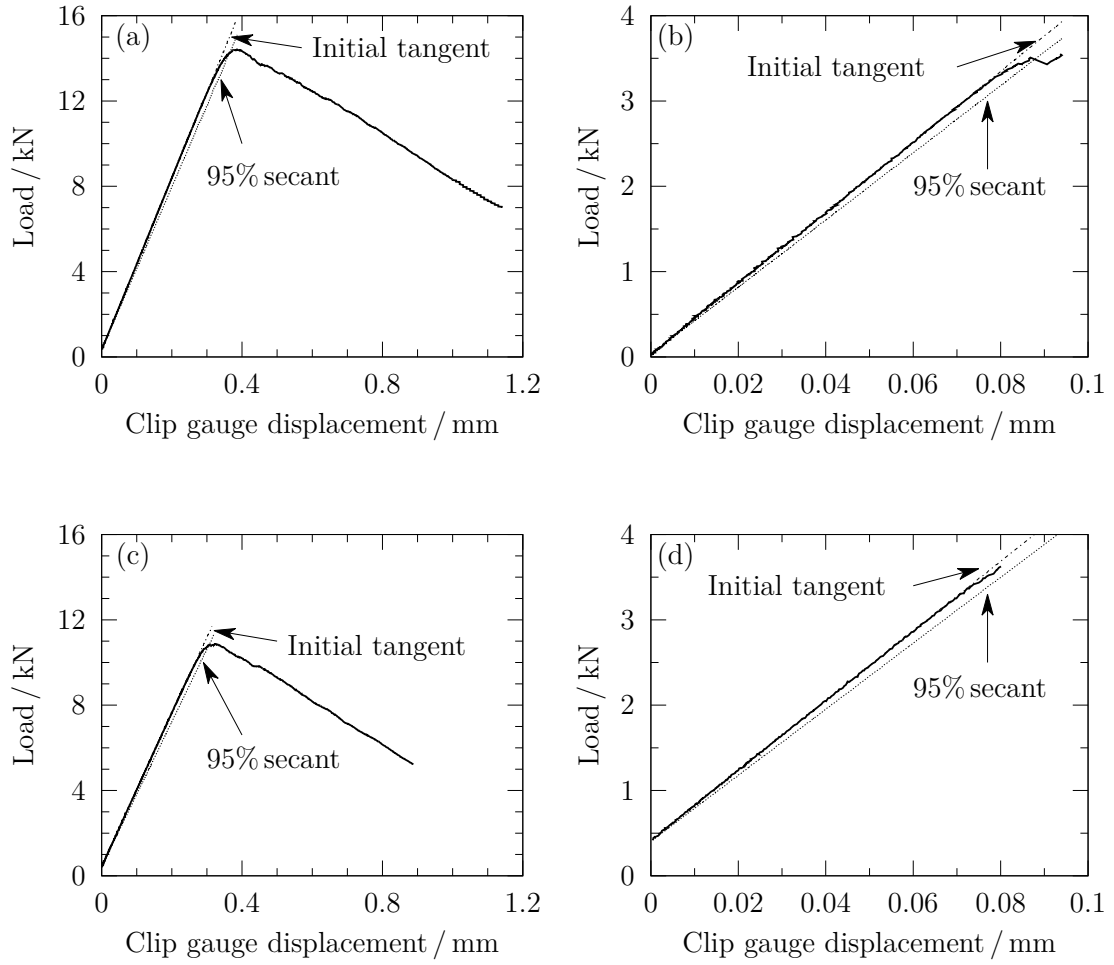 (a)
Initial tangent
95% secant
Load / kN
16
12
8
4
0
0 0.4 0.8 1.2
Clip gauge displacement / mm
(b)
Initial tangent
95% secant
Load / kN
4
3
2
1
0
0 0.02 0.04 0.06 0.08 0.1
Clip gauge displacement / mm
(c)
Initial tangent
95% secant
Load / kN
16
12
8
4
0
0 0.4 0.8 1.2
Clip gauge displacement / mm
(d)
Initial tangent
95% secant
Load / kN
4
3
2
1
0
0 0.02 0.04 0.06 0.08 0.1
Clip gauge displacement / mm